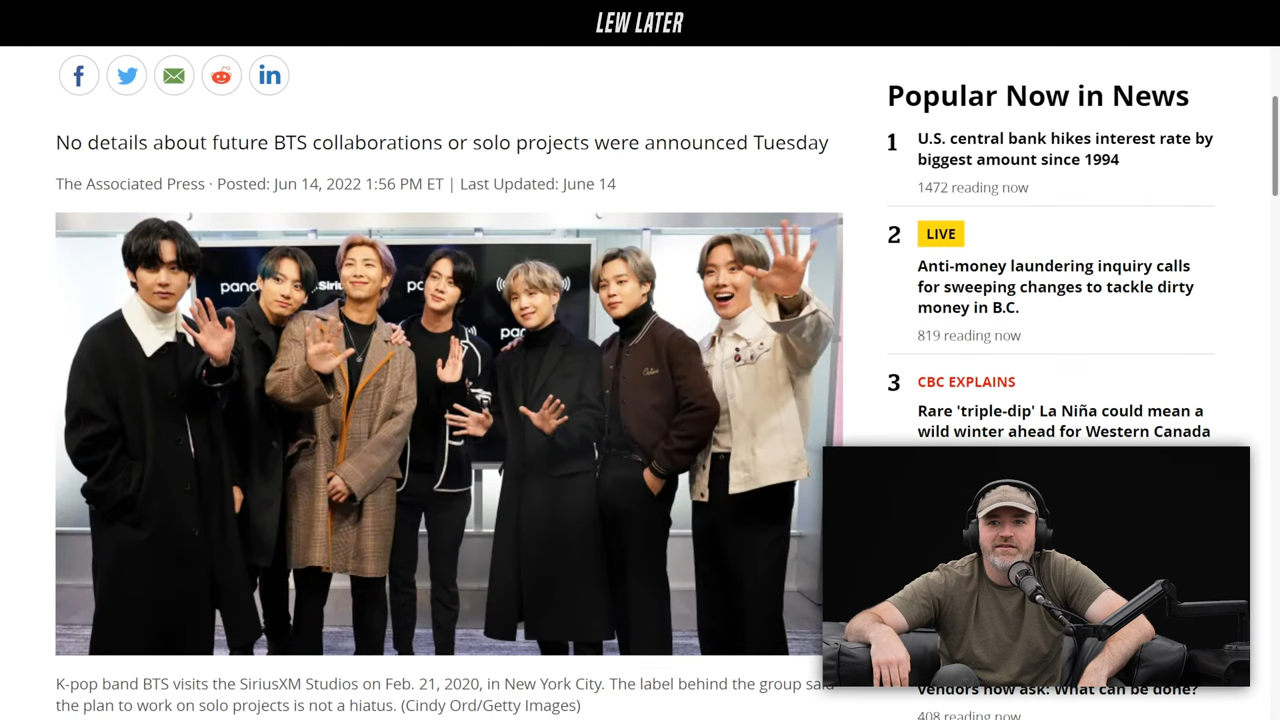 LEW LATER
No details about future BTS collaborations or solo projects were announced Tuesday
The Associated Press · Posted: Jun 14, 2022 1:56 PM ET | Last Updated: June 14
pand
Siriu
pa
pa
K-pop band BTS visits the SiriusXM Studios on Feb. 21, 2020, in New York City. The label behind the group said
the plan to work on solo projects is not a hiatus. (Cindy Ord/Getty Images)
Popular Now in News
1
U.S. central bank hikes interest rate by
biggest amount since 1994
1472 reading now
2
LIVE
Anti-money laundering inquiry calls
for sweeping changes to tackle dirty
money in B.C.
819 reading now
3
CBC EXPLAINS
Rare 'triple-dip' La Niña could mean a
wild winter ahead for Western Canada
vendors now ask: What can be done?
408 reading now